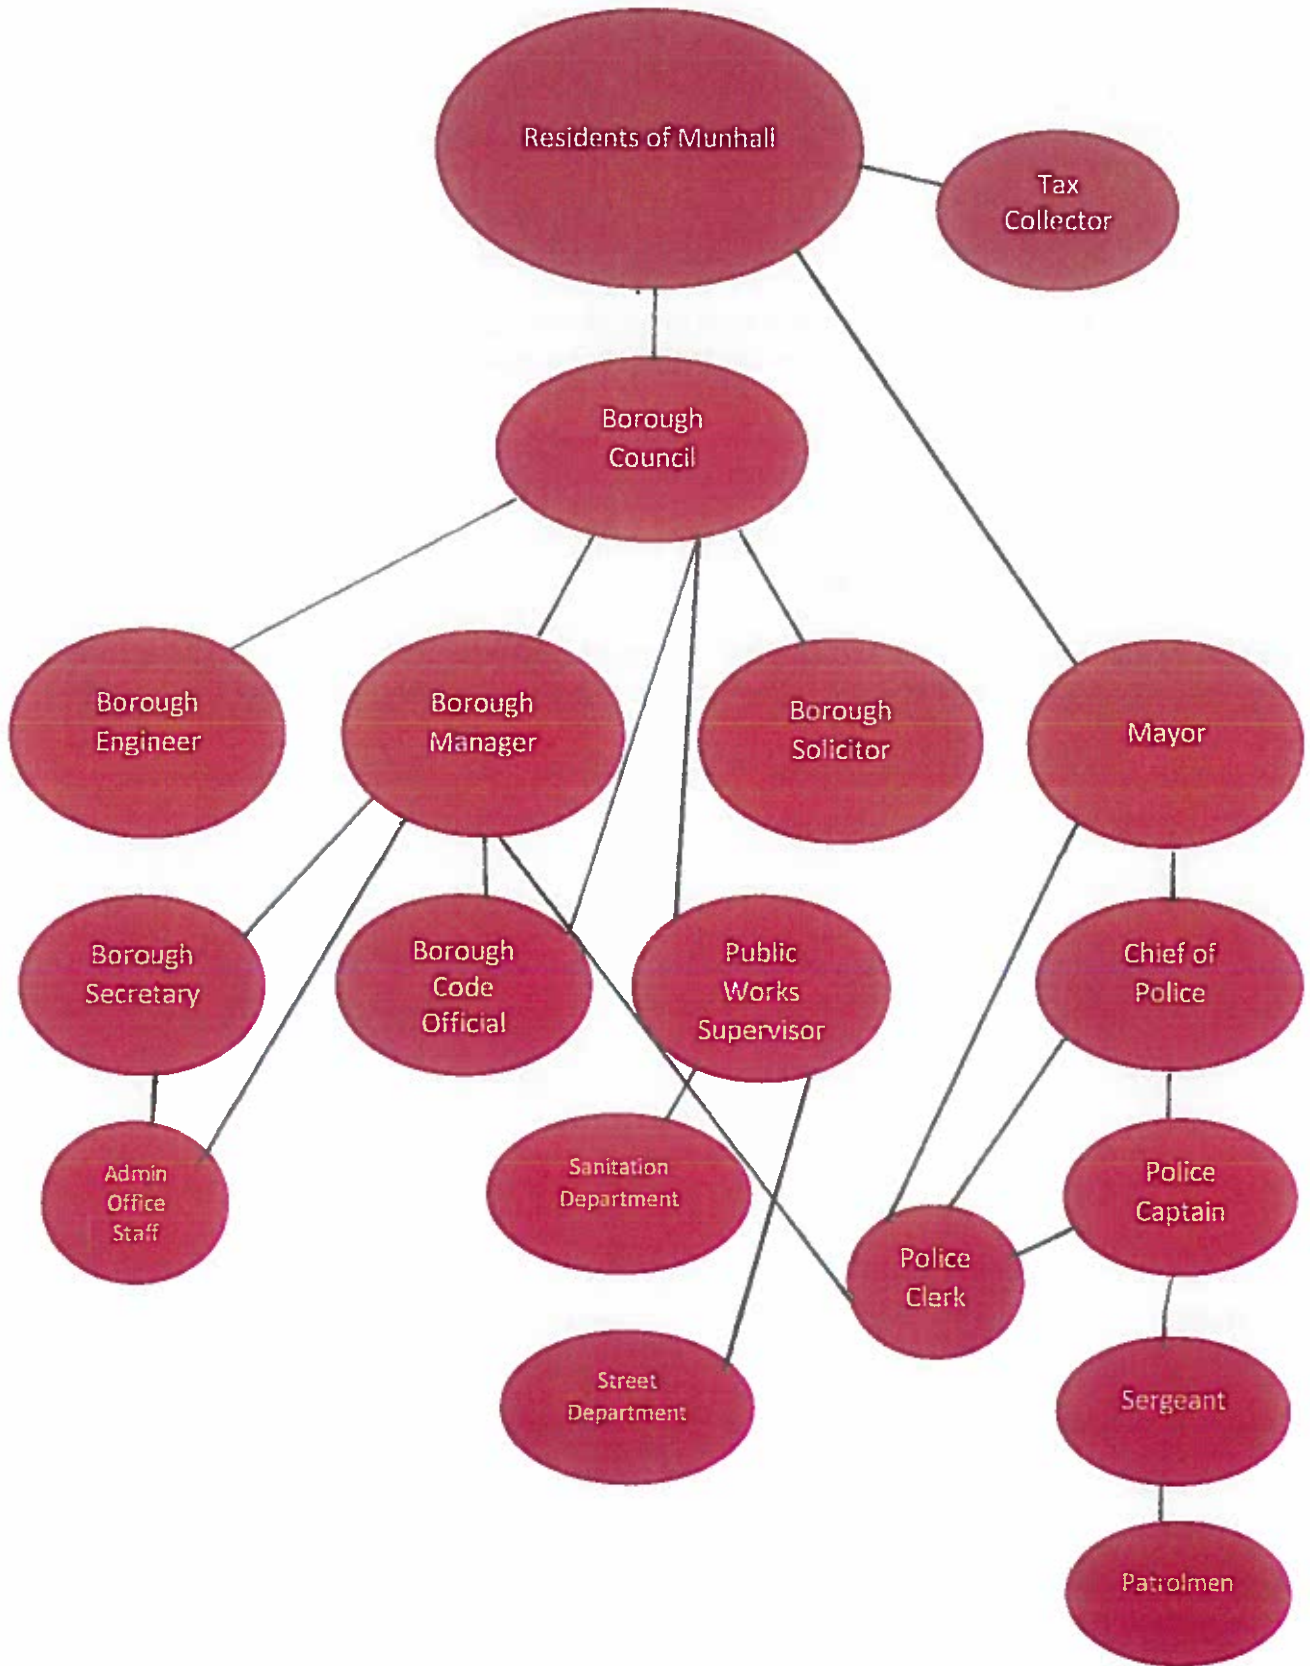 Residents of Munhall
Tax
Collector
Borough
Council
Borough
Engineer
Borough
Manager
Borough
Solicitor
Mayor
Borough
Secretary
Borough
Code
Official
Public
Works
Supervisor
Chief of
Police
Admin
Office
Staff
Sanitation
Department
Police
Clerk
Police
Captain
Street
Department
Sergeant
Patrolmen